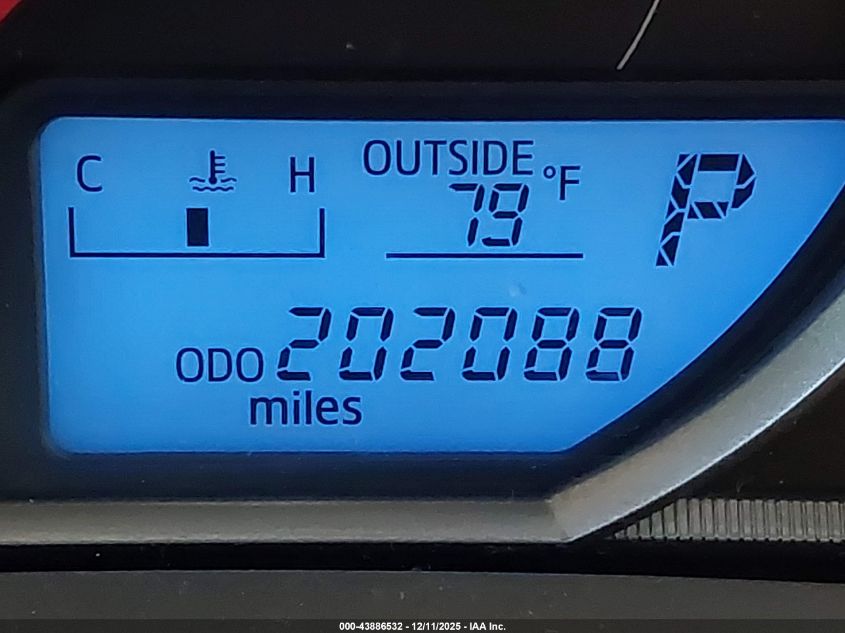 C H OUTSIDE °F P
79
ODO 202088
miles
000-43886532 - 12/11/2025 - IAA Inc.